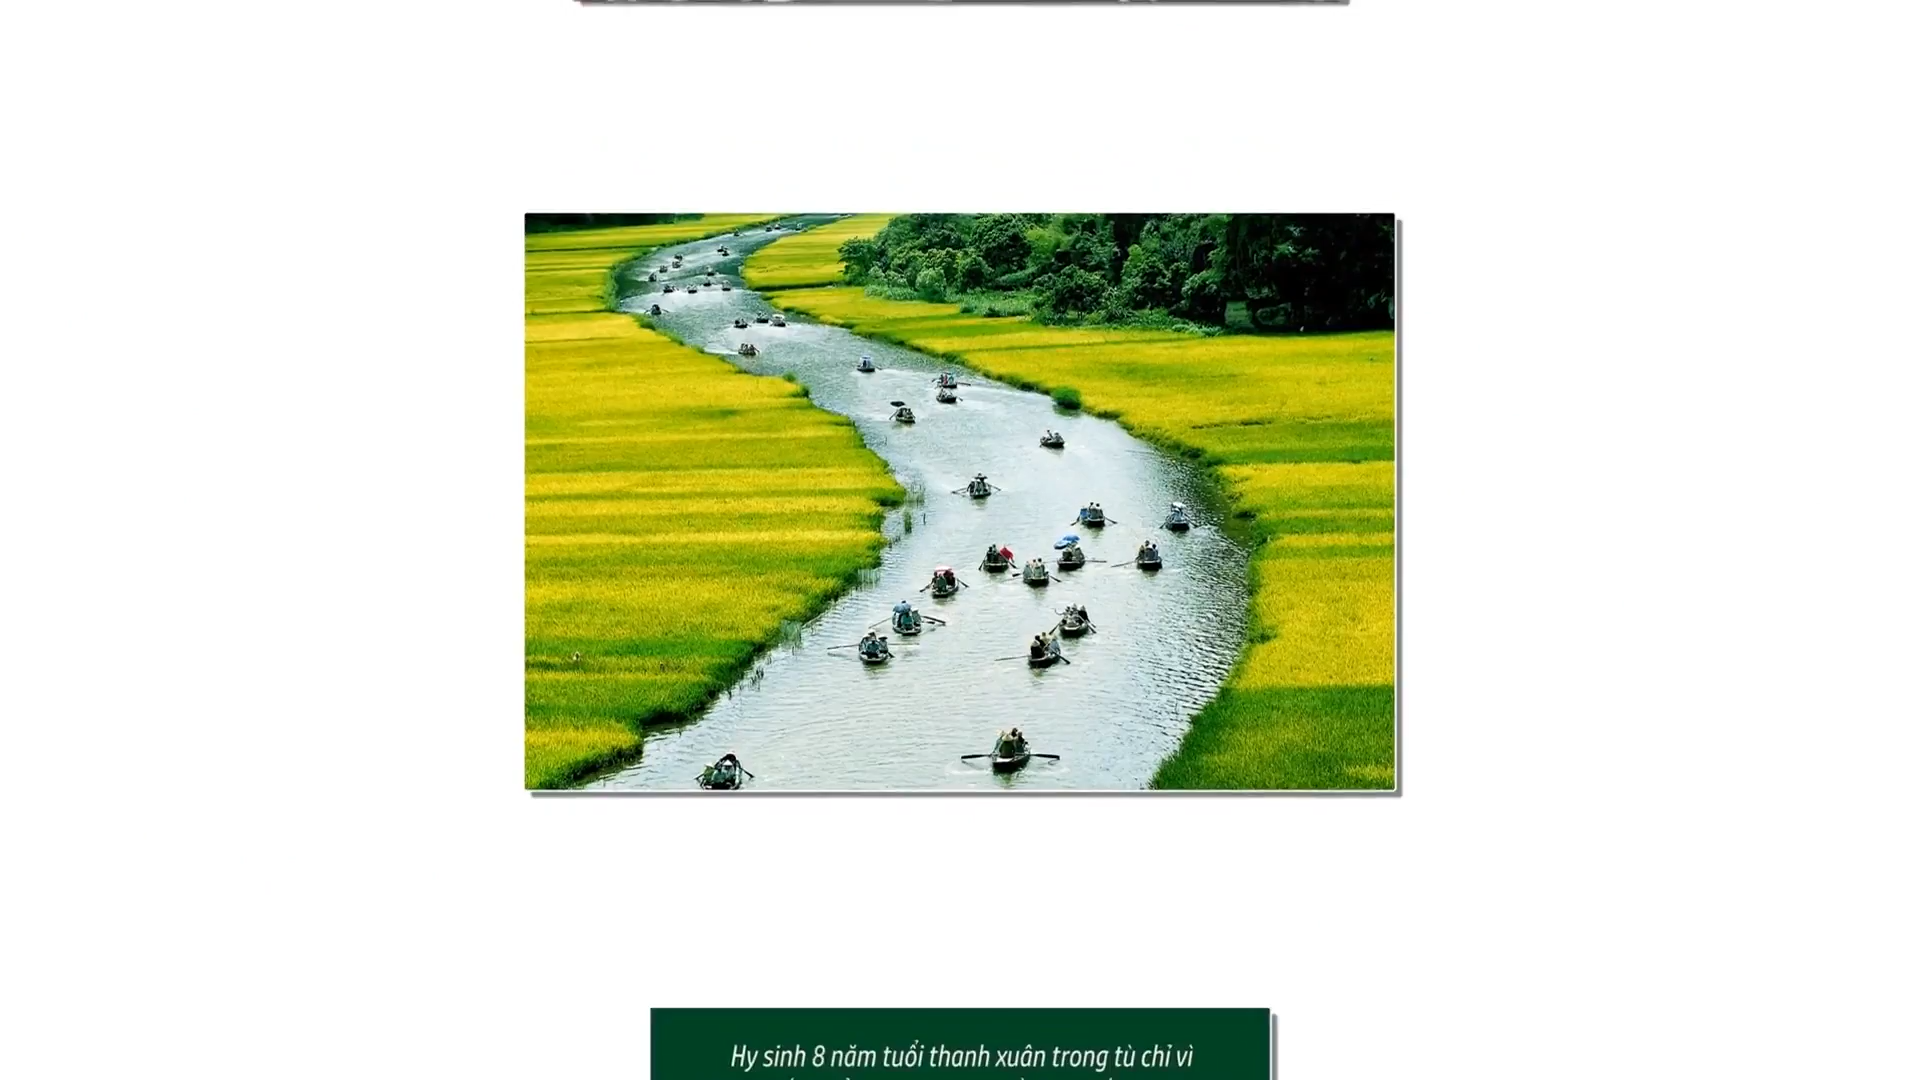 Hy sinh 8 năm tuổi thanh xuân trong tù chỉ vì